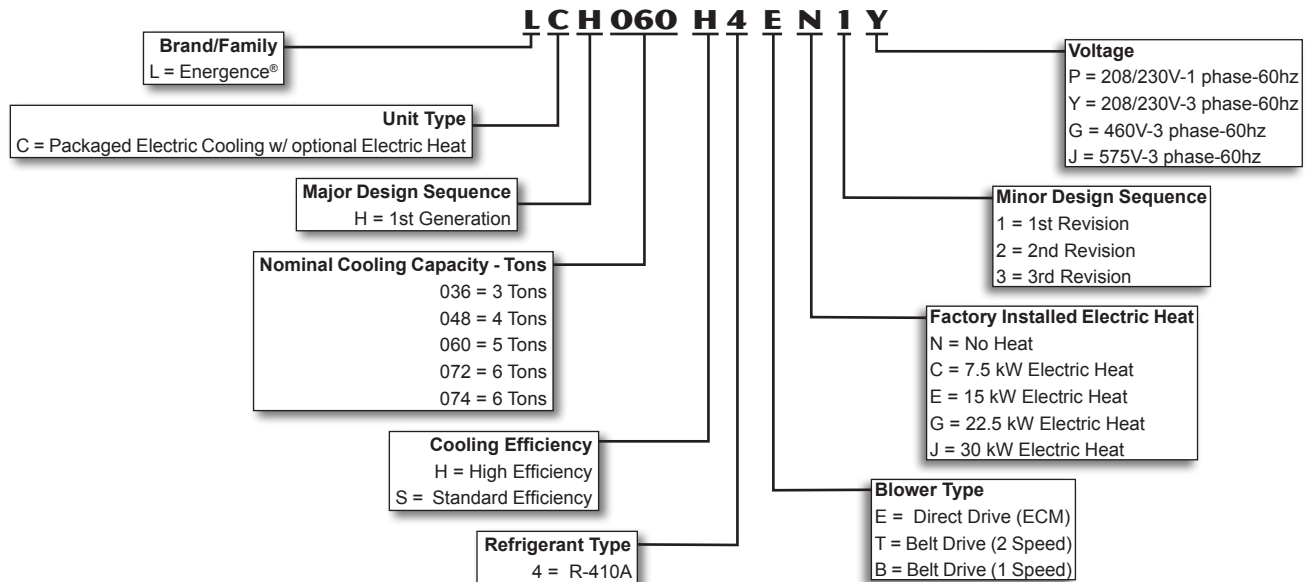 LCH060H4EN1Y
Brand/Family
L = Energence®
Unit Type
C = Packaged Electric Cooling w/ optional Electric Heat
Major Design Sequence
H = 1st Generation
Nominal Cooling Capacity - Tons
036 = 3 Tons
048 = 4 Tons
060 = 5 Tons
072 = 6 Tons
074 = 6 Tons
Cooling Efficiency
H = High Efficiency
S = Standard Efficiency
Refrigerant Type
4 = R-410A
Voltage
P = 208/230V-1 phase-60hz
Y = 208/230V-3 phase-60hz
G = 460V-3 phase-60hz
J = 575V-3 phase-60hz
Minor Design Sequence
1 = 1st Revision
2 = 2nd Revision
3 = 3rd Revision
Factory Installed Electric Heat
N = No Heat
C = 7.5 kW Electric Heat
E = 15 kW Electric Heat
G = 22.5 kW Electric Heat
J = 30 kW Electric Heat
Blower Type
E = Direct Drive (ECM)
T = Belt Drive (2 Speed)
B = Belt Drive (1 Speed)